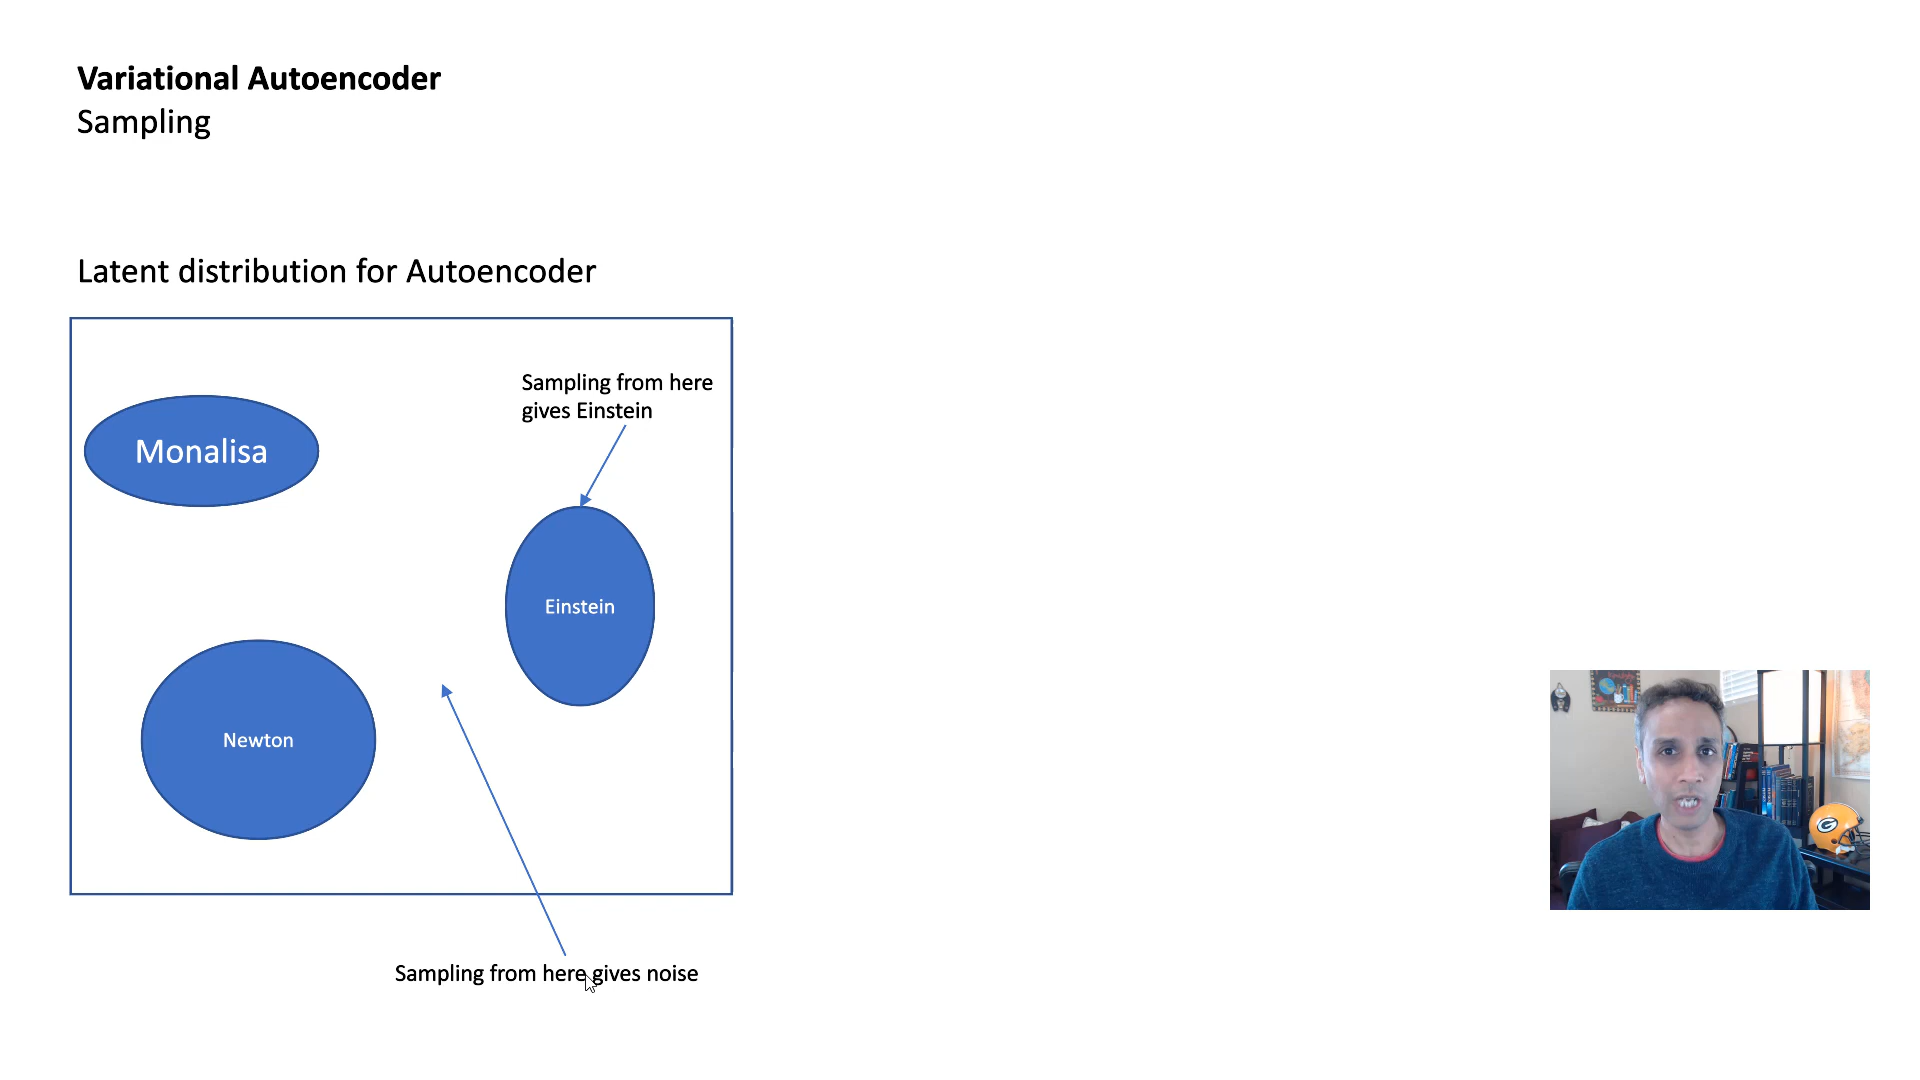 Variational Autoencoder
Sampling
Latent distribution for Autoencoder
Sampling from here
gives Einstein
Monalisa
Einstein
Newton
Sampling from here gives noise
G